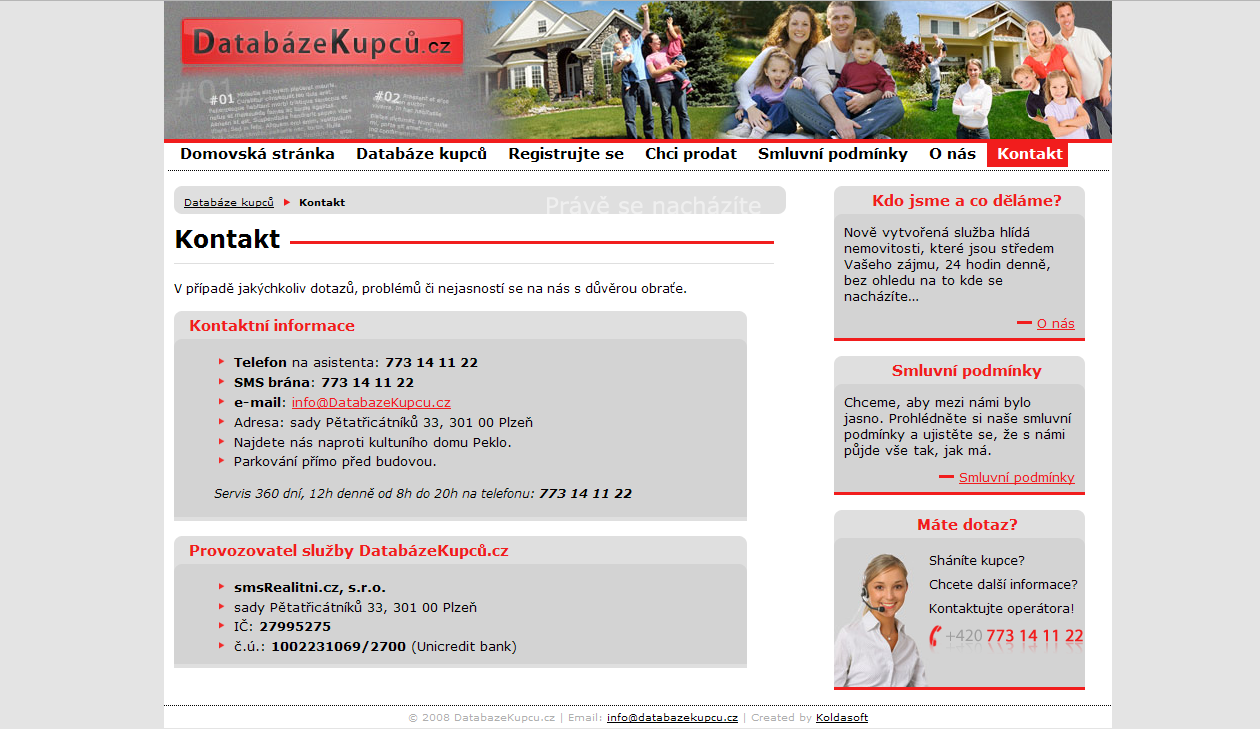 DatabázeKupců.cz
#01
#02
Domovská stránka Databáze kupců Registrujte se Chci prodat Smluvní podmínky O nás Kontakt
Databáze kupců Kontakt
Právě se nacházíte
Kontakt
V případě jakýchkoliv dotazů, problémů či nejasností se na nás s důvěrou obraťte.
Kontaktní informace
Telefon na asistenta: 773 14 11 22
SMS brána: 773 14 11 22
e-mail: info@DatabazeKupcu.cz
Adresa: sady Pětatřicátníků 33, 301 00 Plzeň
Najdete nás naproti kultuního domu Peklo.
Parkování přímo před budovou.
Servis 360 dní, 12h denně od 8h do 20h na telefonu: 773 14 11 22
Provozovatel služby DatabázeKupců.cz
smsRealitni.cz, s.r.o.
sady Pětatřicátníků 33, 301 00 Plzeň
IČ: 27995275
č.ú.: 1002231069/2700 (Unicredit bank)
Kdo jsme a co děláme?
Nově vytvořená služba hlídá
nemovitosti, které jsou středem
Vašeho zájmu, 24 hodin denně,
bez ohledu na to kde se
nacházíte...
O nás
Smluvní podmínky
Chceme, aby mezi námi bylo
jasno. Prohlédněte si naše smluvní
podmínky a ujistěte se, že s námi
půjde vše tak, jak má.
Smluvní podmínky
Máte dotaz?
Sháníte kupce?
Chcete další informace?
Kontaktujte operátora!
+420 773 14 11 22
© 2008 DatabazeKupcu.cz | Email: info@databazekupcu.cz | Created by Koldasoft